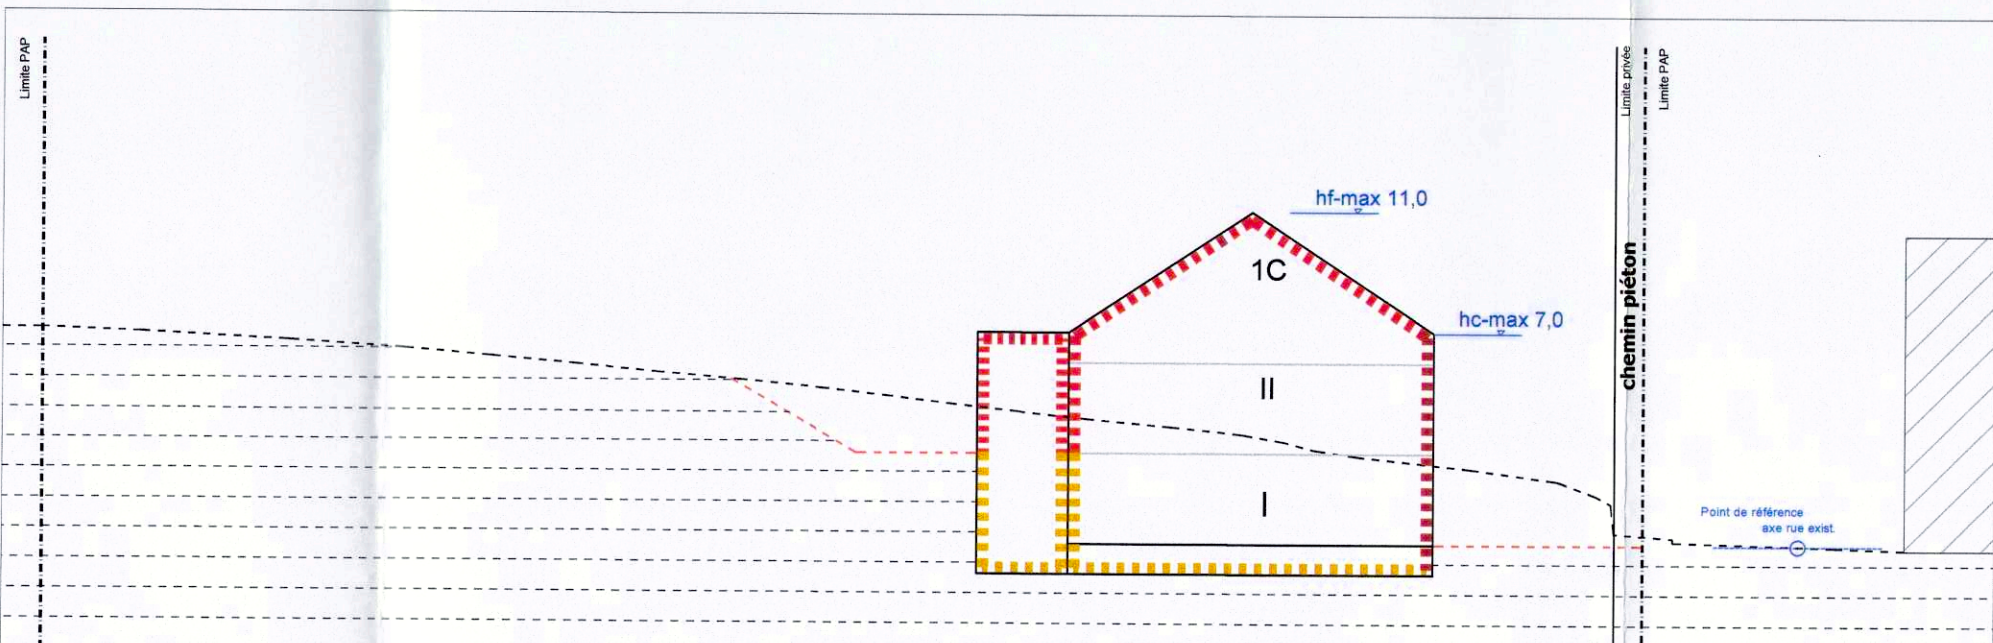 Limite PAP
Limite privée
Limite PAP
hf-max 11,0
1C
hc-max 7,0
chemin piéton
II
I
Point de référence
axe rue exist.